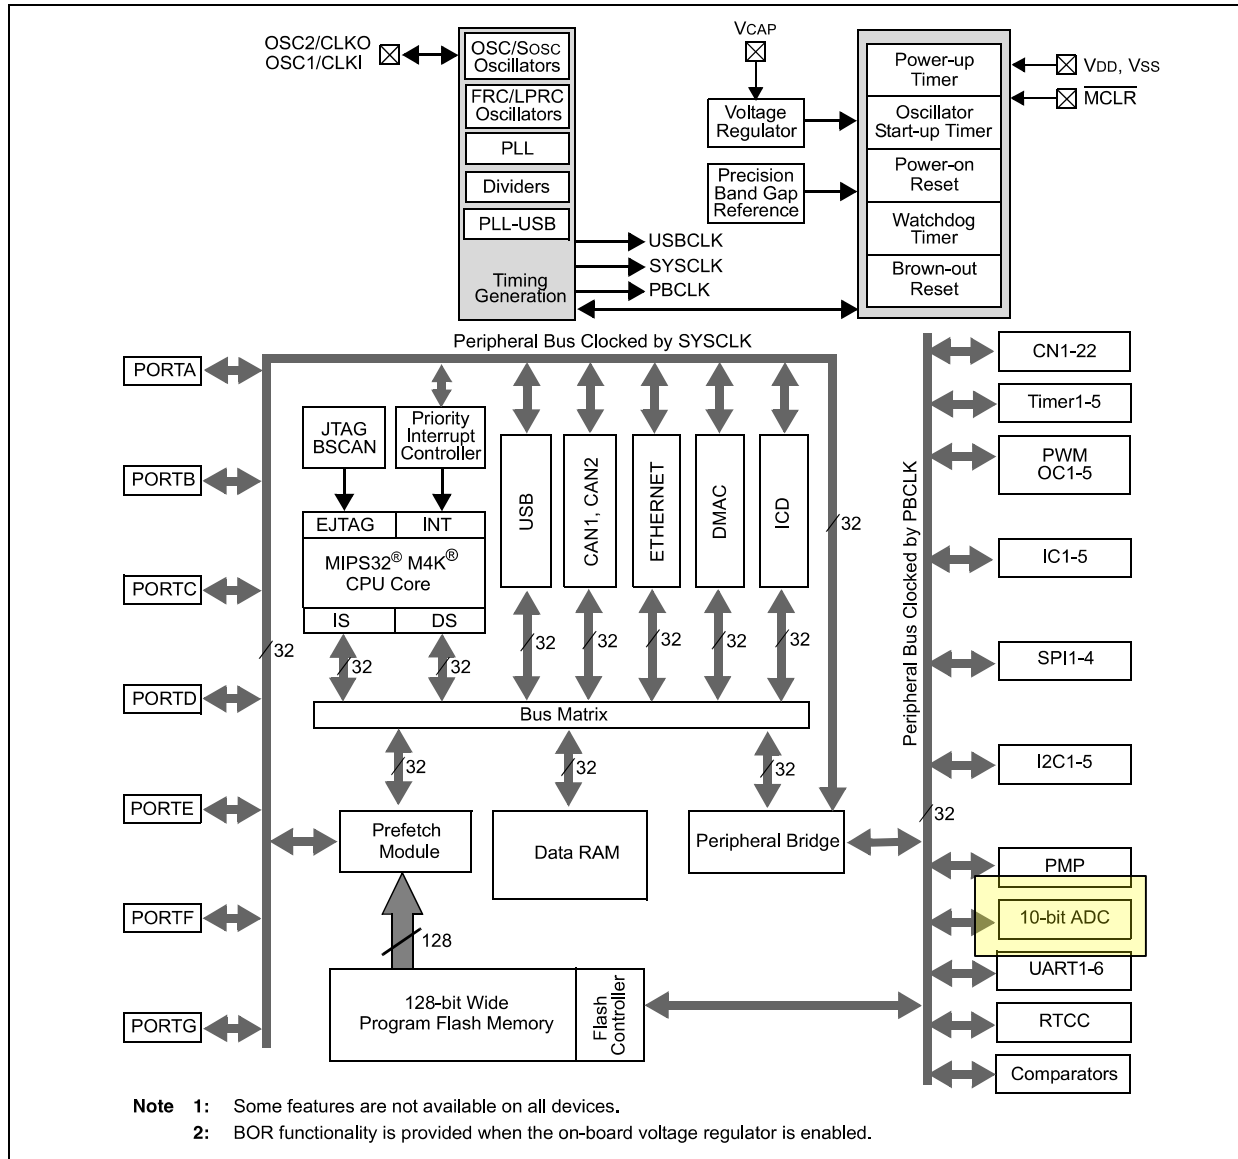 OSC2/CLKO
OSC1/CLKI
OSC/SOSC
Oscillators
FRC/LPRC
Oscillators
PLL
Dividers
PLL-USB
Timing
Generation
USBCLK
SYSCLK
PBCLK
VCAP
Voltage
Regulator
Precision
Band Gap
Reference
Power-up
Timer
Oscillator
Start-up Timer
Power-on
Reset
Watchdog
Timer
Brown-out
Reset
VDD, VSS
MCLR
Peripheral Bus Clocked by SYSCLK
PORTA
PORTB
PORTC
PORTD
PORTE
PORTF
PORTG
32
JTAG
BSCAN
Priority
Interrupt
Controller
EJTAG
INT
MIPS32® M4K®
CPU Core
IS
DS
32
32
USB
CAN1, CAN2
ETHERNET
DMAC
ICD
32
32
32
32
32
32
Bus Matrix
32
32
32
Prefetch
Module
Data RAM
Peripheral Bridge
128
128-bit Wide
Program Flash Memory
Flash
Controller
Peripheral Bus Clocked by PBCLK
32
CN1-22
Timer1-5
PWM
OC1-5
IC1-5
SPI1-4
I2C1-5
PMP
10-bit ADC
UART1-6
RTCC
Comparators
Note 1: Some features are not available on all devices.
2: BOR functionality is provided when the on-board voltage regulator is enabled.